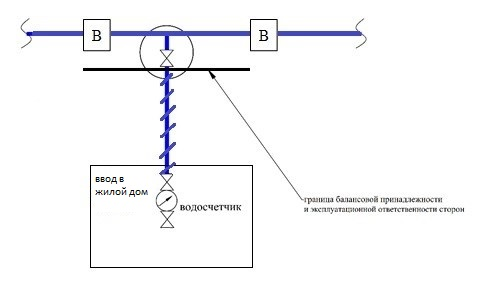 В
В
ввод в
жилой дом
водосчетчик
граница балансовой принадлежности
и эксплуатационной ответственности сторон